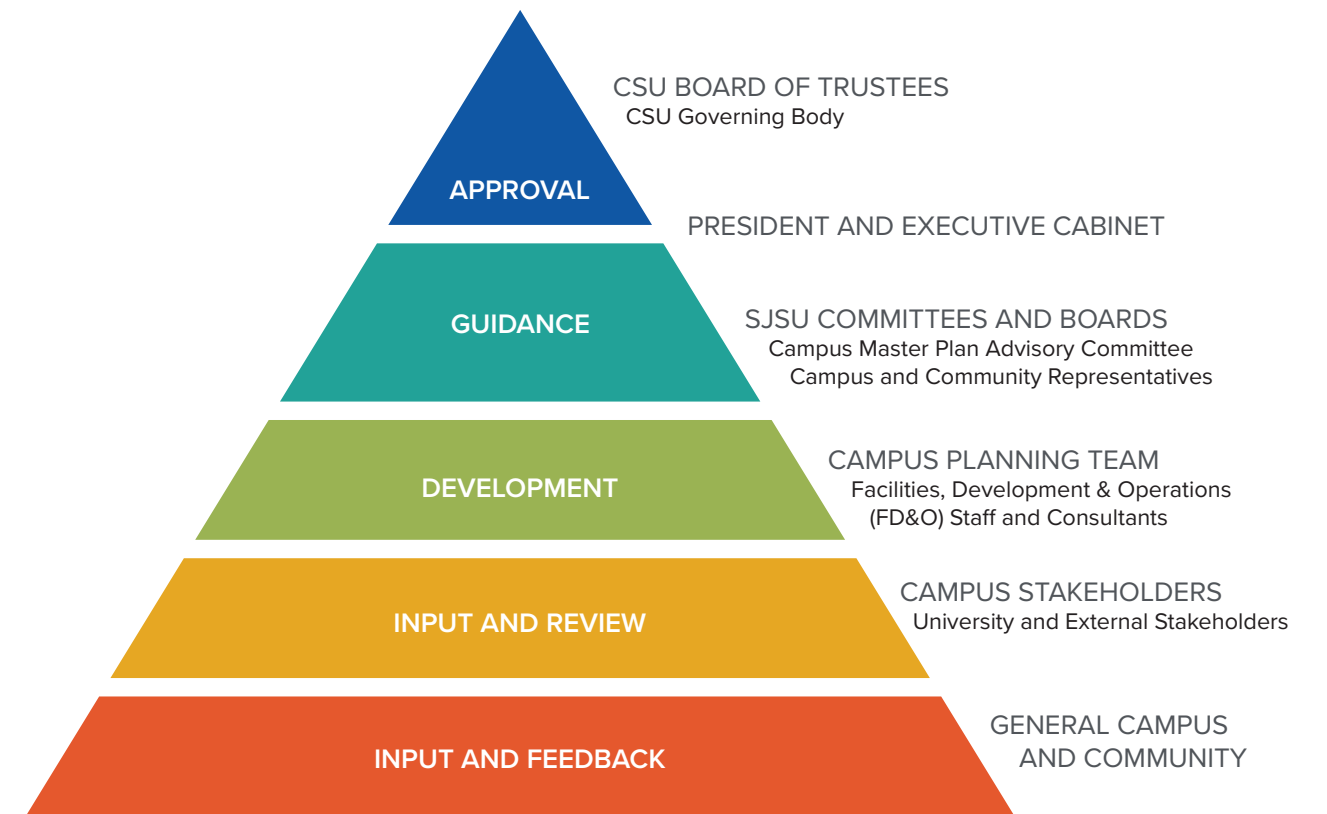 CSU BOARD OF TRUSTEES
CSU Governing Body
APPROVAL
PRESIDENT AND EXECUTIVE CABINET
GUIDANCE
SJSU COMMITTEES AND BOARDS
Campus Master Plan Advisory Committee
Campus and Community Representatives
DEVELOPMENT
CAMPUS PLANNING TEAM
Facilities, Development & Operations
(FD&O) Staff and Consultants
INPUT AND REVIEW
CAMPUS STAKEHOLDERS
University and External Stakeholders
INPUT AND FEEDBACK
GENERAL CAMPUS
AND COMMUNITY